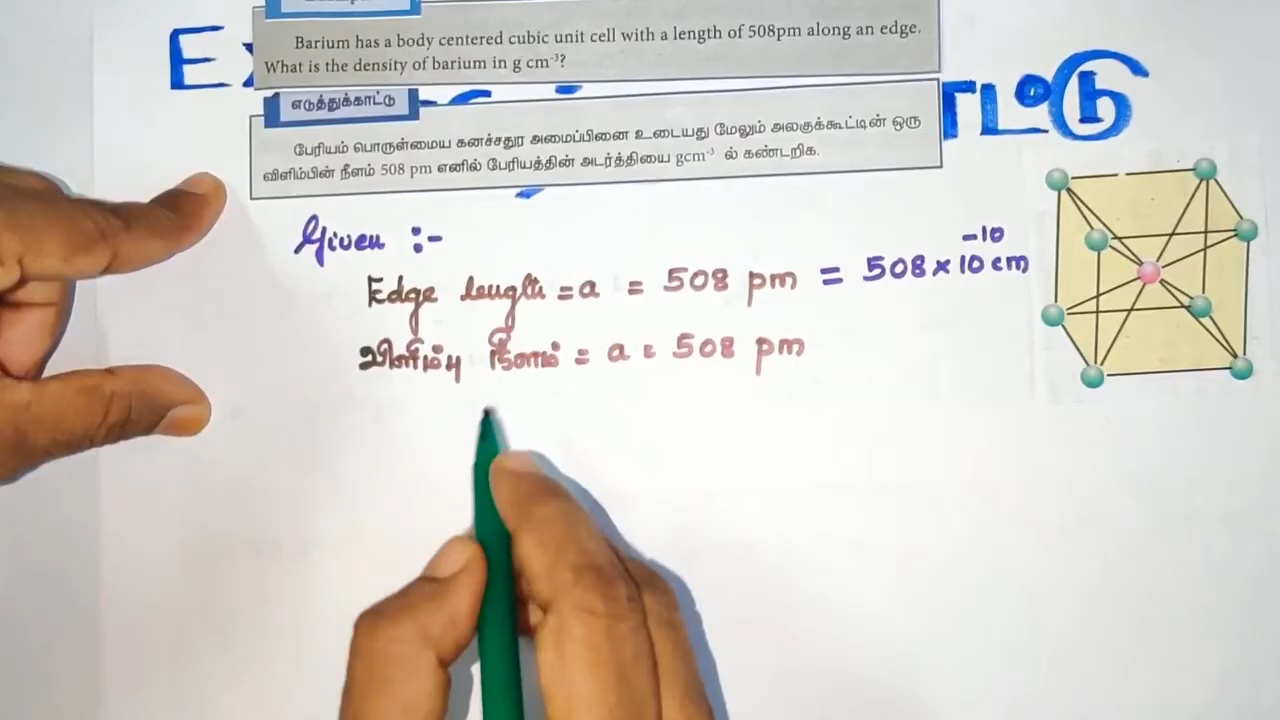 Barium has a body centered cubic unit cell with a length of 508pm along an edge.
What is the density of barium in g cm⁻³?
எடுத்துக்காட்டு
பேரியம் பொருள்மைய கனச்சதுர அமைப்பினை உடையது மேலும் அலகுக்கூட்டின் ஒரு
விளிம்பின் நீளம் 508 pm எனில் பேரியத்தின் அடர்த்தியை gcm⁻³ ல் கண்டறிக.
Given :-
Edge length = a = 508 pm = 508 × 10⁻¹⁰ cm
விளிம்பு நீளம் = a = 508 pm